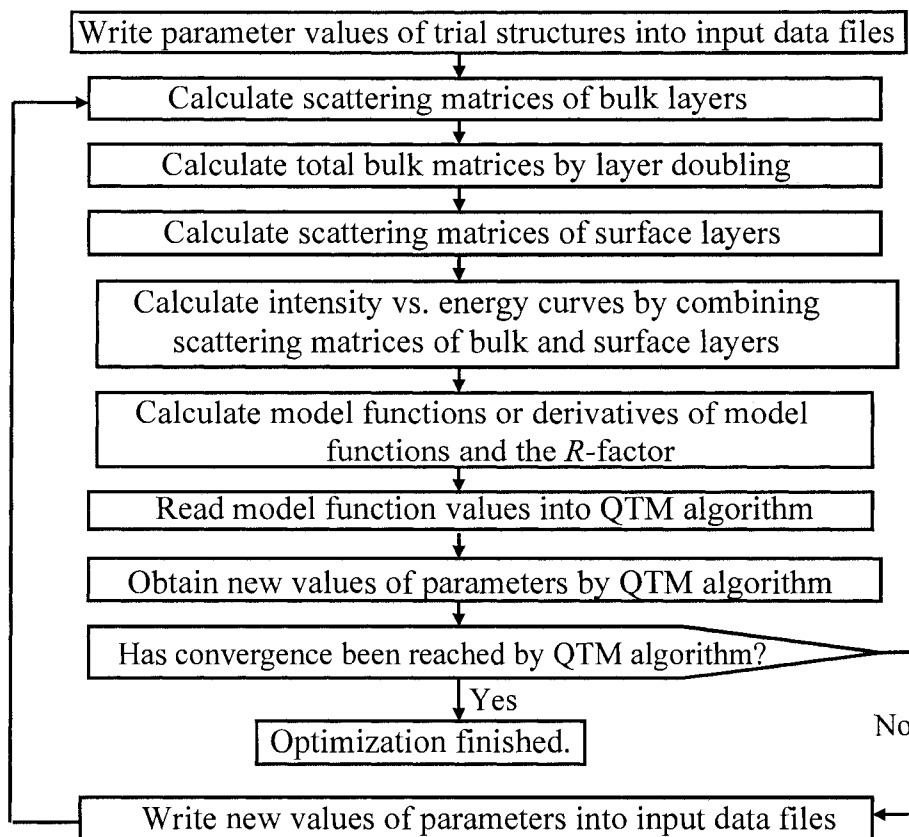 Write parameter values of trial structures into input data files
Calculate scattering matrices of bulk layers
Calculate total bulk matrices by layer doubling
Calculate scattering matrices of surface layers
Calculate intensity vs. energy curves by combining
scattering matrices of bulk and surface layers
Calculate model functions or derivatives of model
functions and the R-factor
Read model function values into QTM algorithm
Obtain new values of parameters by QTM algorithm
Has convergence been reached by QTM algorithm?
Yes
No
Optimization finished.
Write new values of parameters into input data files